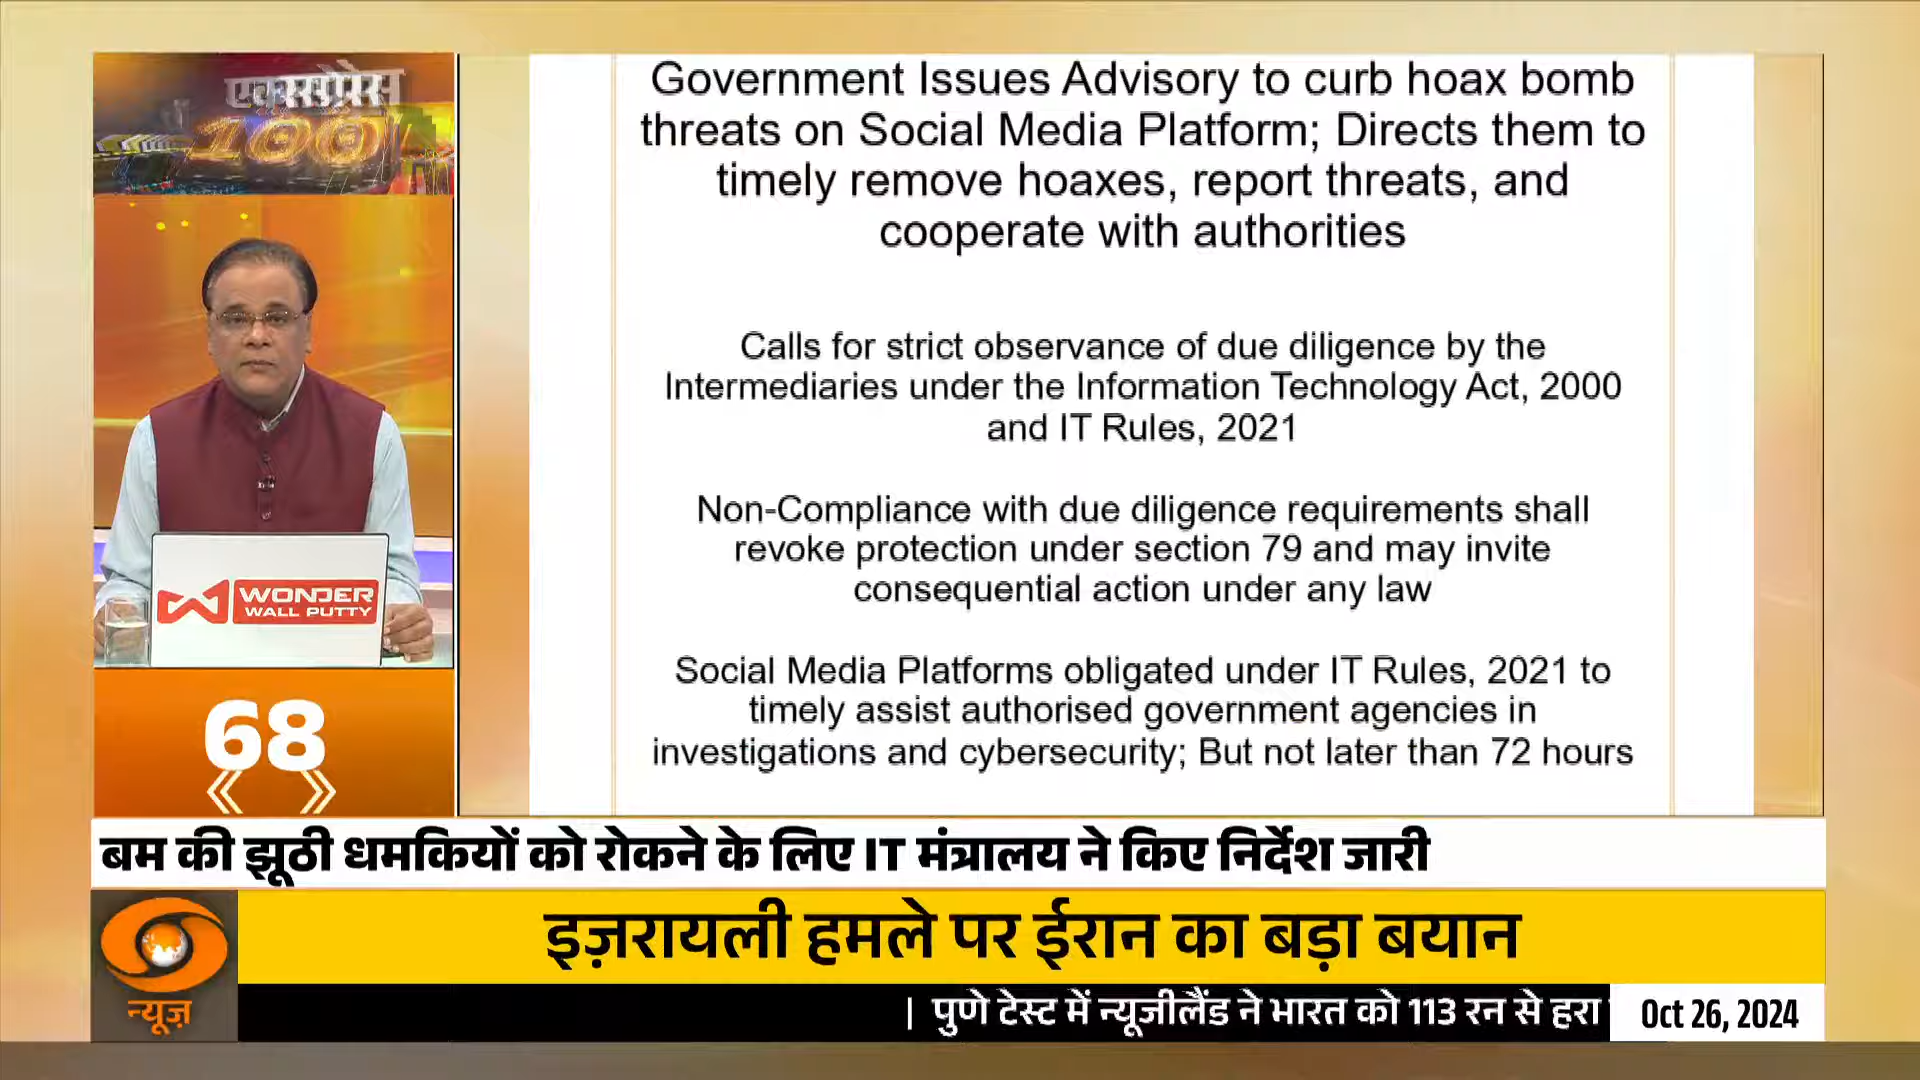 एक्सप्रेस
100
Government Issues Advisory to curb hoax bomb
threats on Social Media Platform; Directs them to
timely remove hoaxes, report threats, and
cooperate with authorities
Calls for strict observance of due diligence by the
Intermediaries under the Information Technology Act, 2000
and IT Rules, 2021
Non-Compliance with due diligence requirements shall
revoke protection under section 79 and may invite
consequential action under any law
Social Media Platforms obligated under IT Rules, 2021 to
timely assist authorised government agencies in
investigations and cybersecurity; But not later than 72 hours
WONDER
WALL PUTTY
68
बम की झूठी धमकियों को रोकने के लिए IT मंत्रालय ने किए निर्देश जारी
इज़रायली हमले पर ईरान का बड़ा बयान
न्यूज़
| पुणे टेस्ट में न्यूजीलैंड ने भारत को 113 रन से हरा
Oct 26, 2024